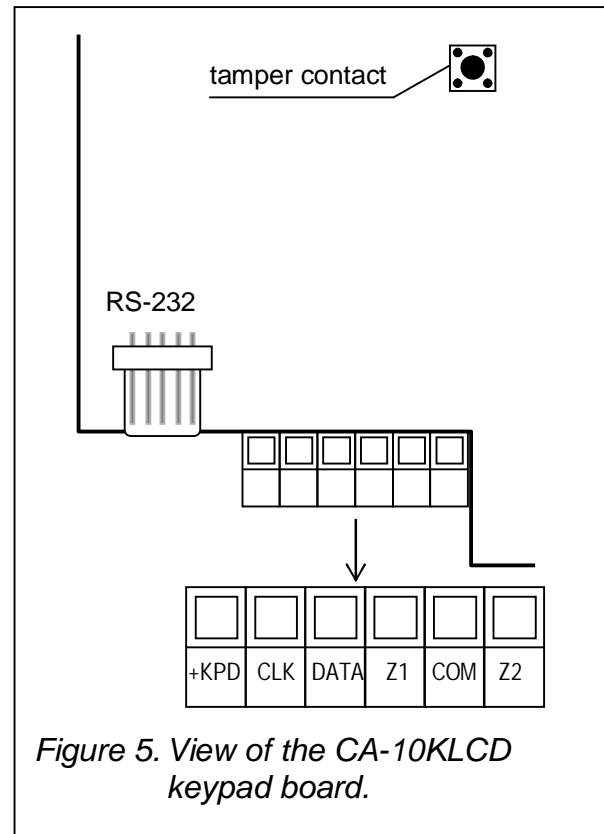 tamper contact
RS-232
+KPD CLK DATA Z1 COM Z2
Figure 5. View of the CA-10KLCD
keypad board.